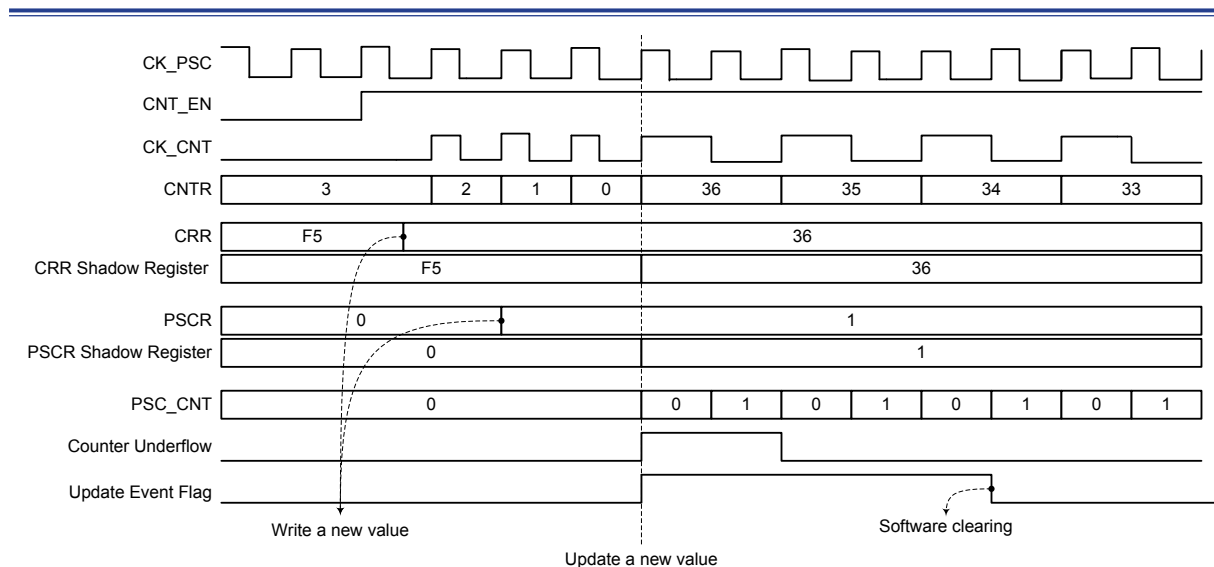 CK_PSC
CNT_EN
CK_CNT
CNTR 3 2 1 0 36 35 34 33
CRR F5 36
CRR Shadow Register F5 36
PSCR 0 1
PSCR Shadow Register 0 1
PSC_CNT 0 0 1 0 1 0 1 0 1
Counter Underflow
Update Event Flag
Write a new value Software clearing
Update a new value